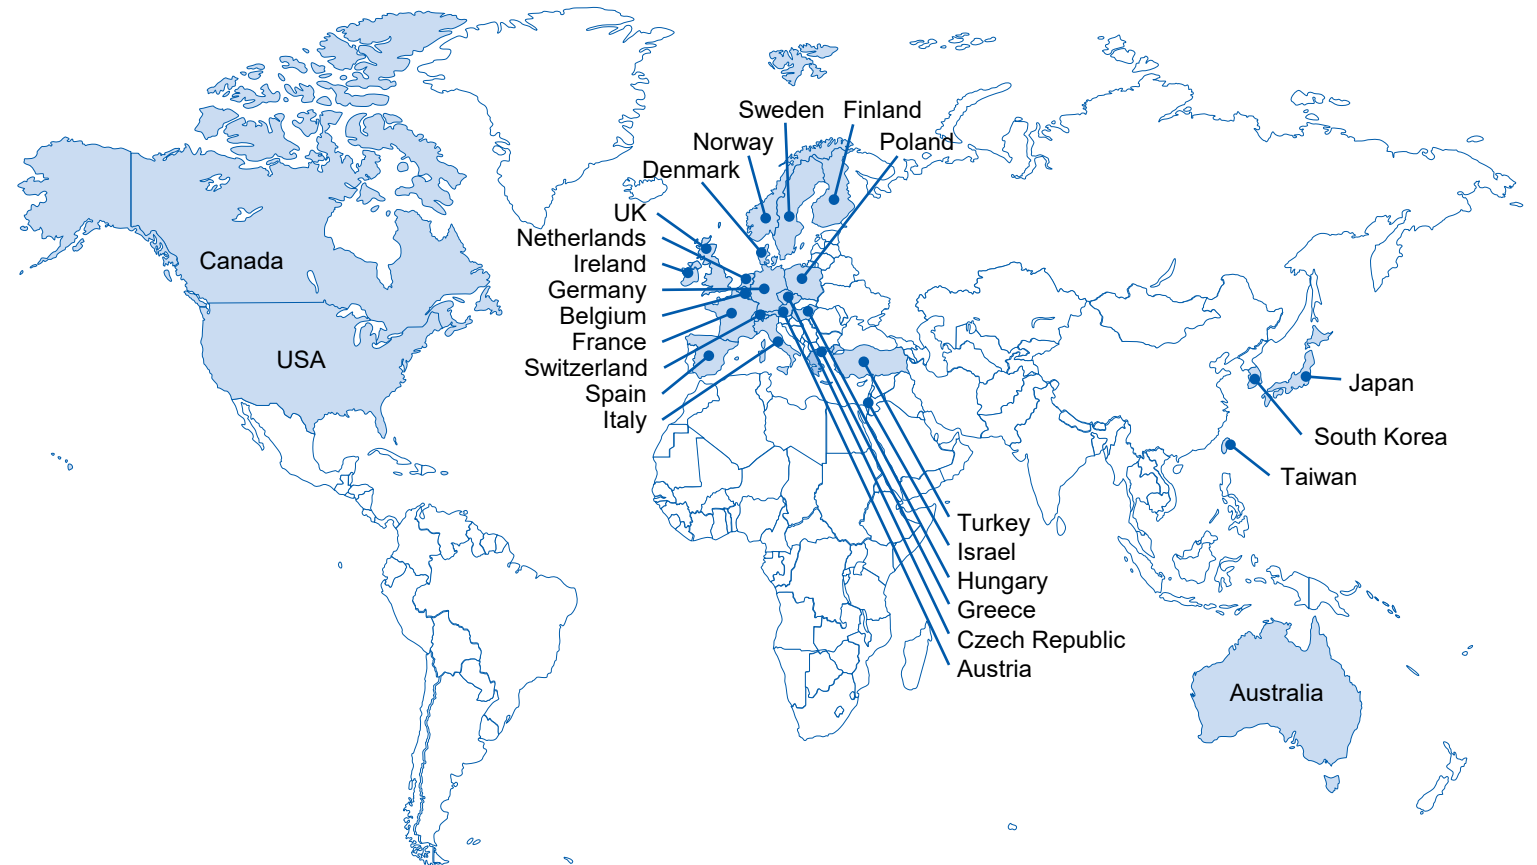 Sweden
Finland
Norway
Poland
Denmark
UK
Netherlands
Ireland
Canada
Germany
Belgium
France
USA
Switzerland
Spain
Italy
Japan
South Korea
Taiwan
Turkey
Israel
Hungary
Greece
Czech Republic
Austria
Australia